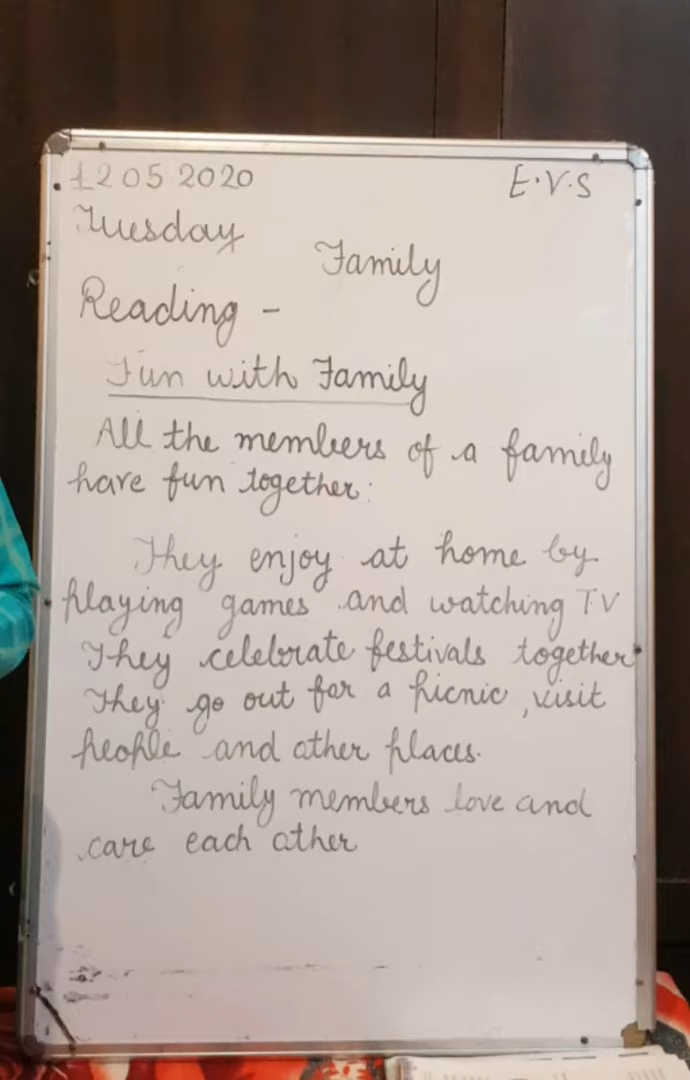 12 05 2020 E.V.S
Tuesday
Family
Reading -
Fun with Family
All the members of a family
have fun together.
They enjoy at home by
playing games and watching T.V
They celebrate festivals together
They go out for a picnic, visit
people and other places.
Family members love and
care each other